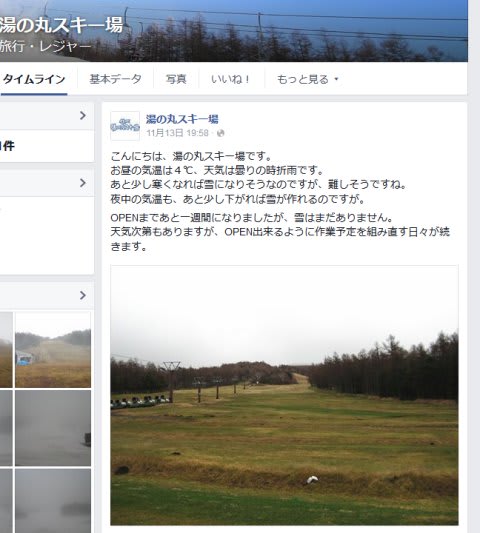 湯の丸スキー場
旅行・レジャー
タイムライン
基本データ
写真
いいね！
もっと見る
件
湯の丸スキー場
11月13日 19:58
こんにちは、湯の丸スキー場です。
お昼の気温は４℃、天気は曇りの時折雨です。
あと少し寒くなれば雪になりそうなのですが、難しそうですね。
夜中の気温も、あと少し下がれば雪が作れるのですが。
OPENまであと一週間になりましたが、雪はまだありません。
天気次第もありますが、OPEN出来るように作業予定を組み直す日々が続
きます。